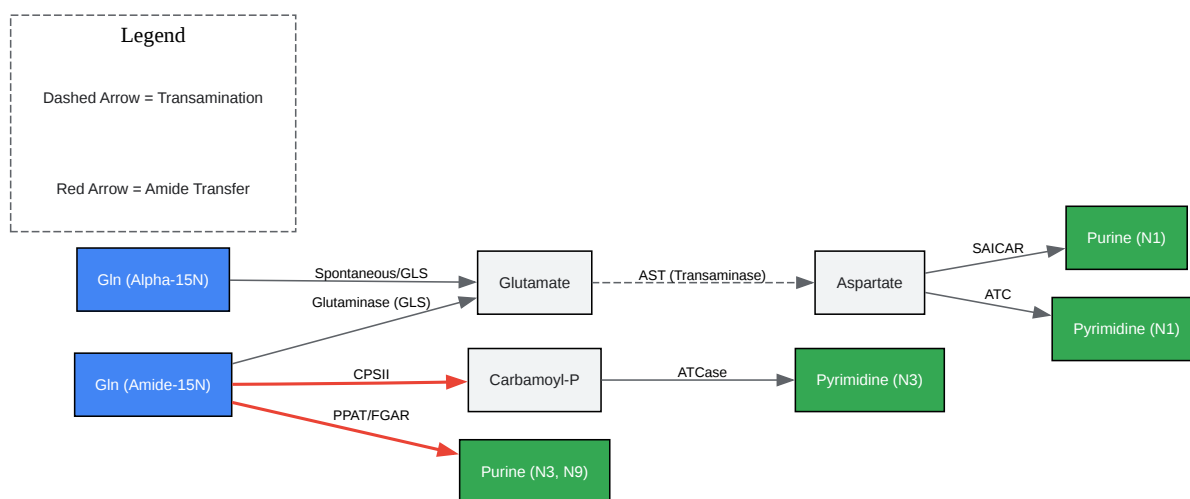 Legend
Dashed Arrow = Transamination
Red Arrow = Amide Transfer
Gln (Alpha-15N)
Spontaneous/GLS
Glutaminase (GLS)
Glutamate
AST (Transaminase)
Aspartate
SAICAR
Purine (N1)
ATC
Pyrimidine (N1)
Gln (Amide-15N)
CPSII
Carbamoyl-P
ATCase
Pyrimidine (N3)
PPAT/FGAR
Purine (N3, N9)